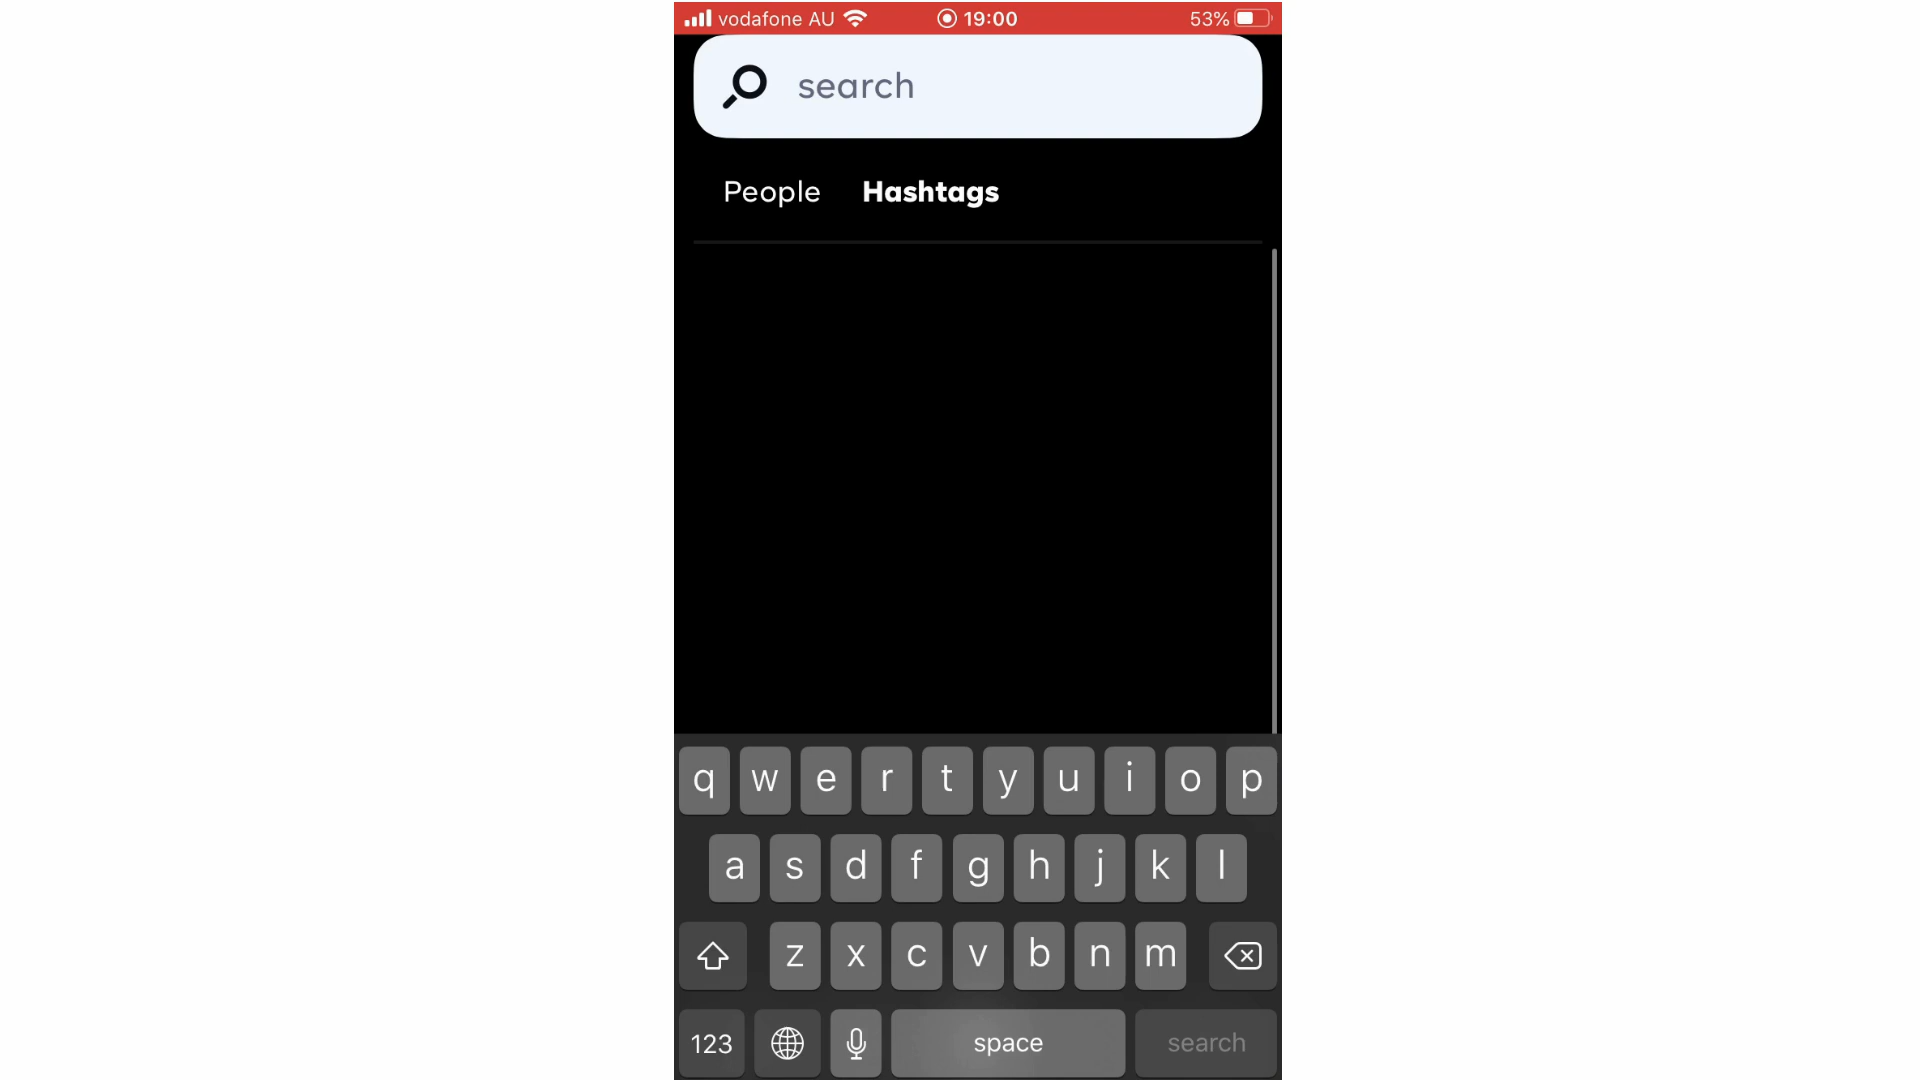 vodafone AU 19:00 53%
search
People Hashtags
q w e r t y u i o p
a s d f g h j k l
z x c v b n m
123 space search